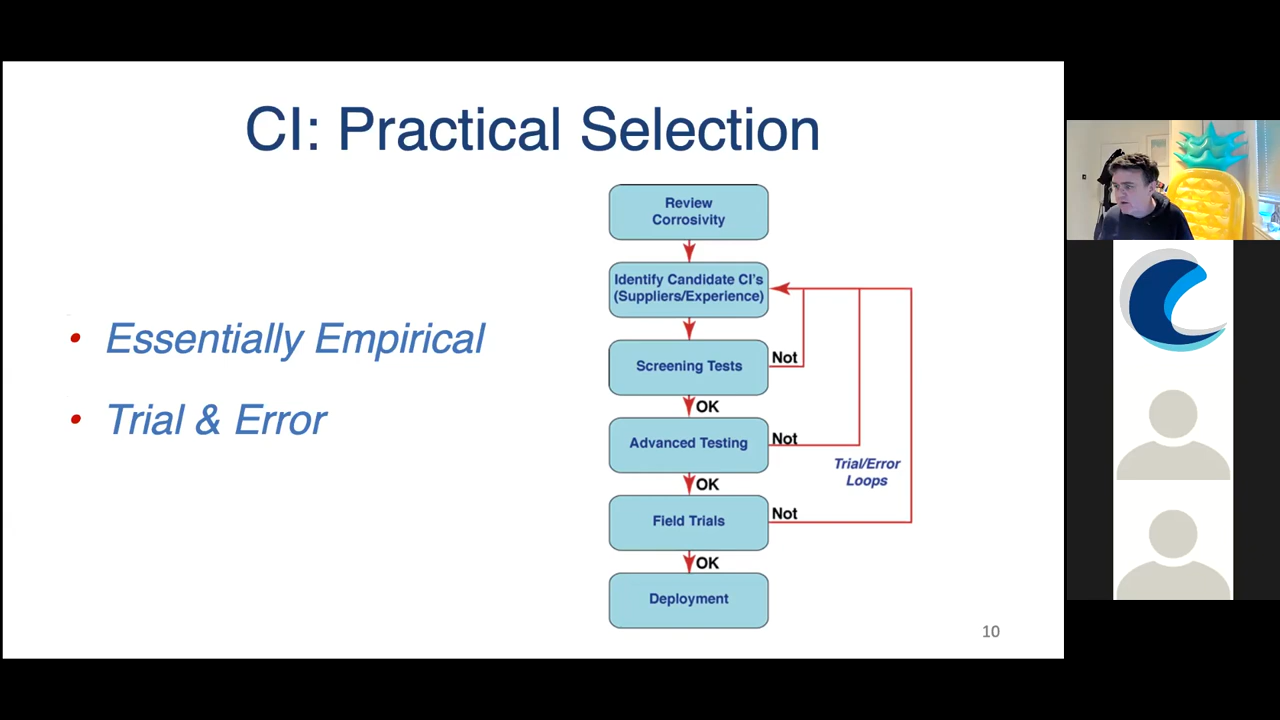 CI: Practical Selection
• Essentially Empirical
• Trial & Error
Review
Corrosivity
Identify Candidate CI's
(Suppliers/Experience)
Screening Tests
Not
OK
Advanced Testing
Not
OK
Trial/Error
Loops
Field Trials
Not
OK
Deployment
10